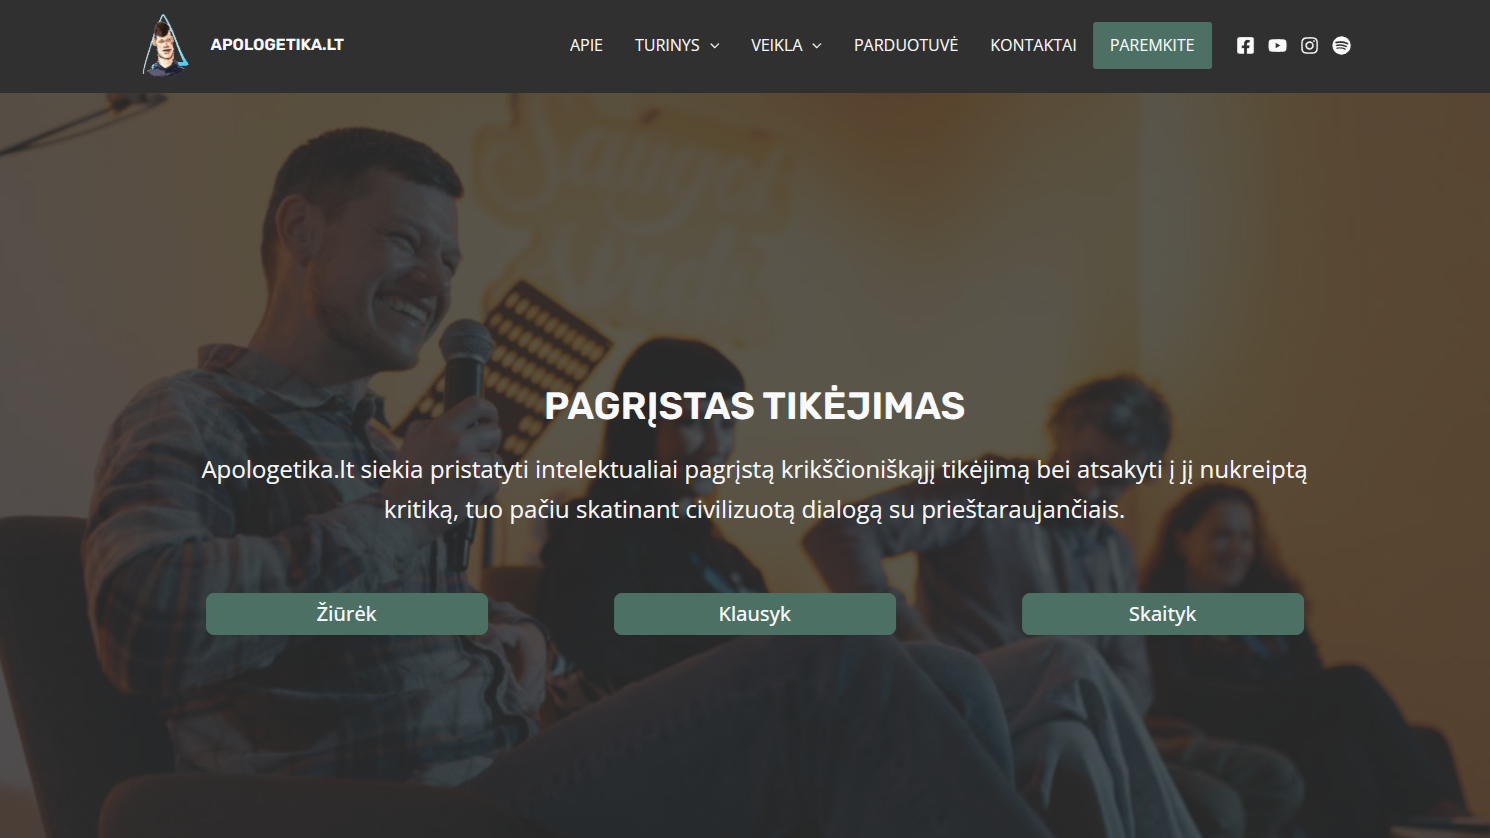 APOLOGETIKA.LT
APIE TURINYS VEIKLA PARDUOTUVĖ KONTAKTAI PAREMKITE
PAGRĮSTAS TIKĖJIMAS
Apologetika.lt siekia pristatyti intelektualiai pagrįstą krikščioniškąjį tikėjimą bei atsakyti į jį nukreiptą
kritiką, tuo pačiu skatinant civilizuotą dialogą su prieštaraujančiais.
Žiūrėk Klausyk Skaityk